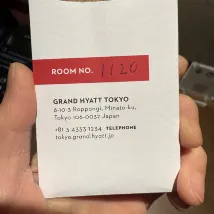 ROOM NO. 1120
GRAND HYATT TOKYO
6-10-3 Roppongi, Minato-ku,
Tokyo 106-0032 Japan
+81 3 4333 1234 TELEPHONE
tokyo.grand.hyatt.jp